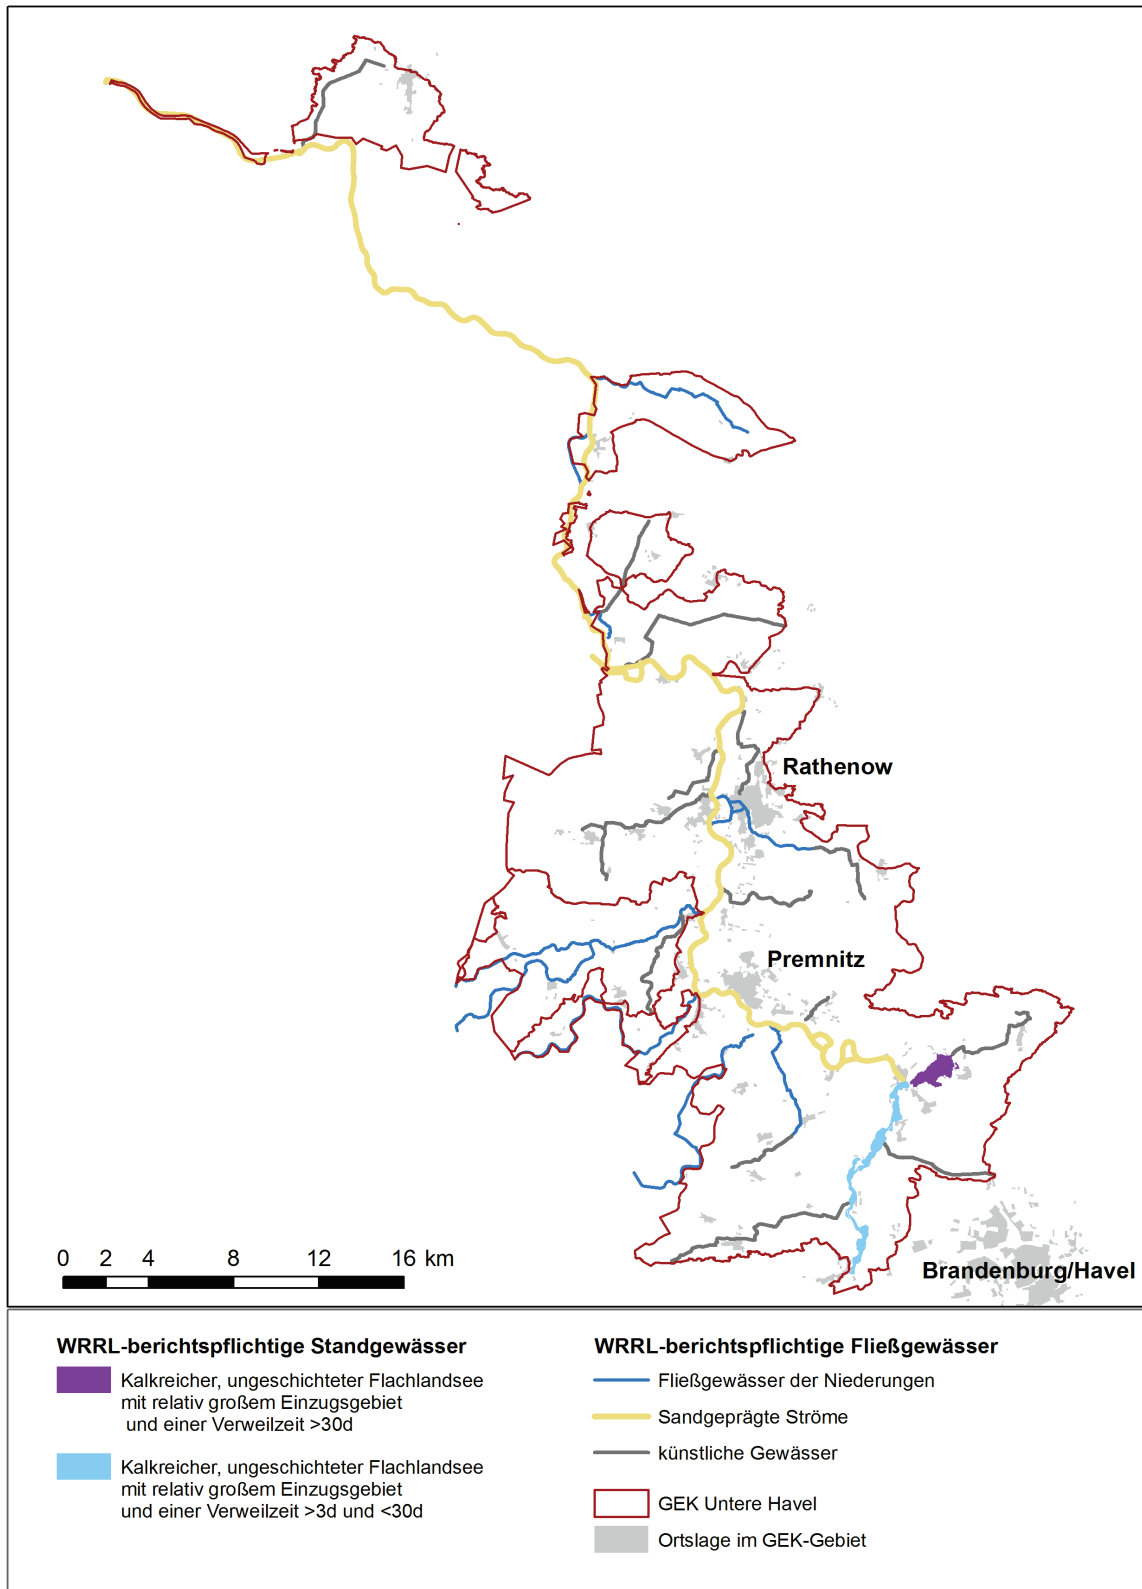 Rathenow
Premnitz
Brandenburg/Havel
0 2 4 8 12 16 km
WRRL-berichtspflichtige Standgewässer
Kalkreicher, ungeschichteter Flachlandsee
mit relativ großem Einzugsgebiet
und einer Verweilzeit >30d
Kalkreicher, ungeschichteter Flachlandsee
mit relativ großem Einzugsgebiet
und einer Verweilzeit >3d und <30d
WRRL-berichtspflichtige Fließgewässer
Fließgewässer der Niederungen
Sandgeprägte Ströme
künstliche Gewässer
GEK Untere Havel
Ortslage im GEK-Gebiet